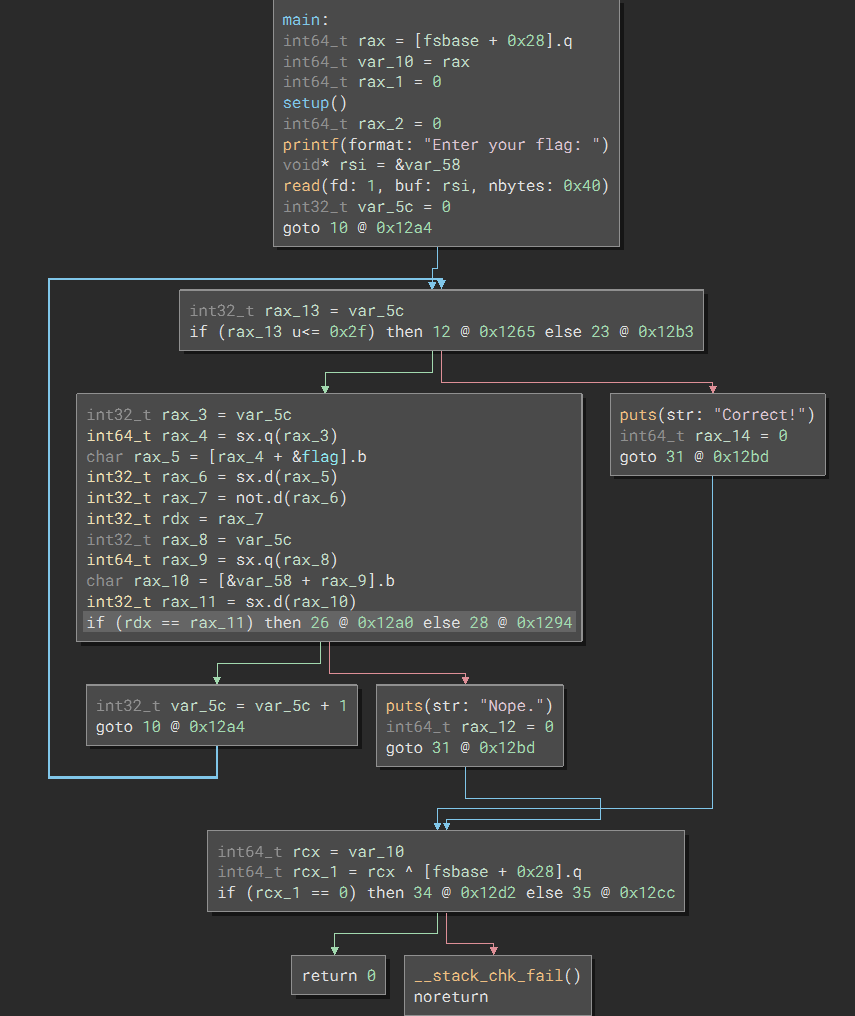 main:
int64_t rax = [fsbase + 0x28].q
int64_t var_10 = rax
int64_t rax_1 = 0
setup()
int64_t rax_2 = 0
printf(format: "Enter your flag: ")
void* rsi = &var_58
read(fd: 1, buf: rsi, nbytes: 0x40)
int32_t var_5c = 0
goto 10 @ 0x12a4
int32_t rax_13 = var_5c
if (rax_13 u<= 0x2f) then 12 @ 0x1265 else 23 @ 0x12b3
int32_t rax_3 = var_5c
int64_t rax_4 = sx.q(rax_3)
char rax_5 = [rax_4 + &flag].b
int32_t rax_6 = sx.d(rax_5)
int32_t rax_7 = not.d(rax_6)
int32_t rdx = rax_7
int32_t rax_8 = var_5c
int64_t rax_9 = sx.q(rax_8)
char rax_10 = [&var_58 + rax_9].b
int32_t rax_11 = sx.d(rax_10)
if (rdx == rax_11) then 26 @ 0x12a0 else 28 @ 0x1294
puts(str: "Correct!")
int64_t rax_14 = 0
goto 31 @ 0x12bd
int32_t var_5c = var_5c + 1
goto 10 @ 0x12a4
puts(str: "Nope.")
int64_t rax_12 = 0
goto 31 @ 0x12bd
int64_t rcx = var_10
int64_t rcx_1 = rcx ^ [fsbase + 0x28].q
if (rcx_1 == 0) then 34 @ 0x12d2 else 35 @ 0x12cc
return 0
__stack_chk_fail()
noreturn